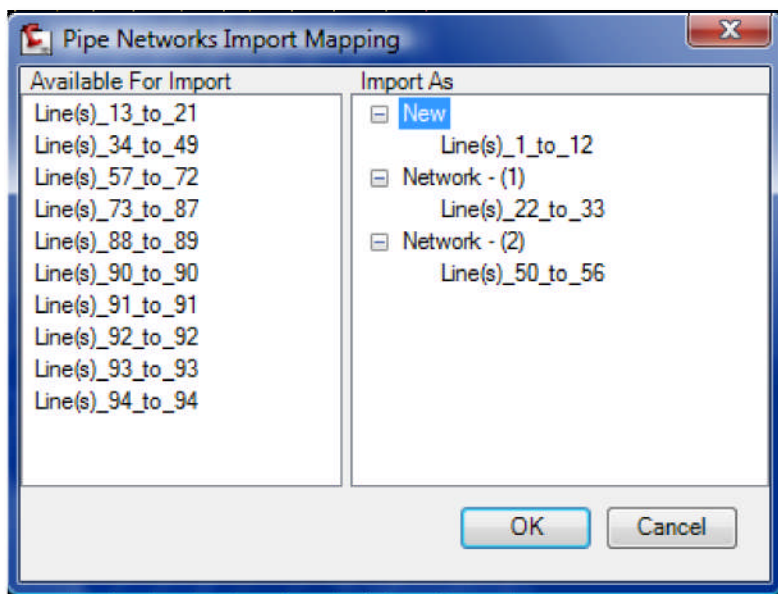 Pipe Networks Import Mapping
Available For Import
Line(s)_13_to_21
Line(s)_34_to_49
Line(s)_57_to_72
Line(s)_73_to_87
Line(s)_88_to_89
Line(s)_90_to_90
Line(s)_91_to_91
Line(s)_92_to_92
Line(s)_93_to_93
Line(s)_94_to_94
Import As
New
Line(s)_1_to_12
Network - (1)
Line(s)_22_to_33
Network - (2)
Line(s)_50_to_56
OK
Cancel